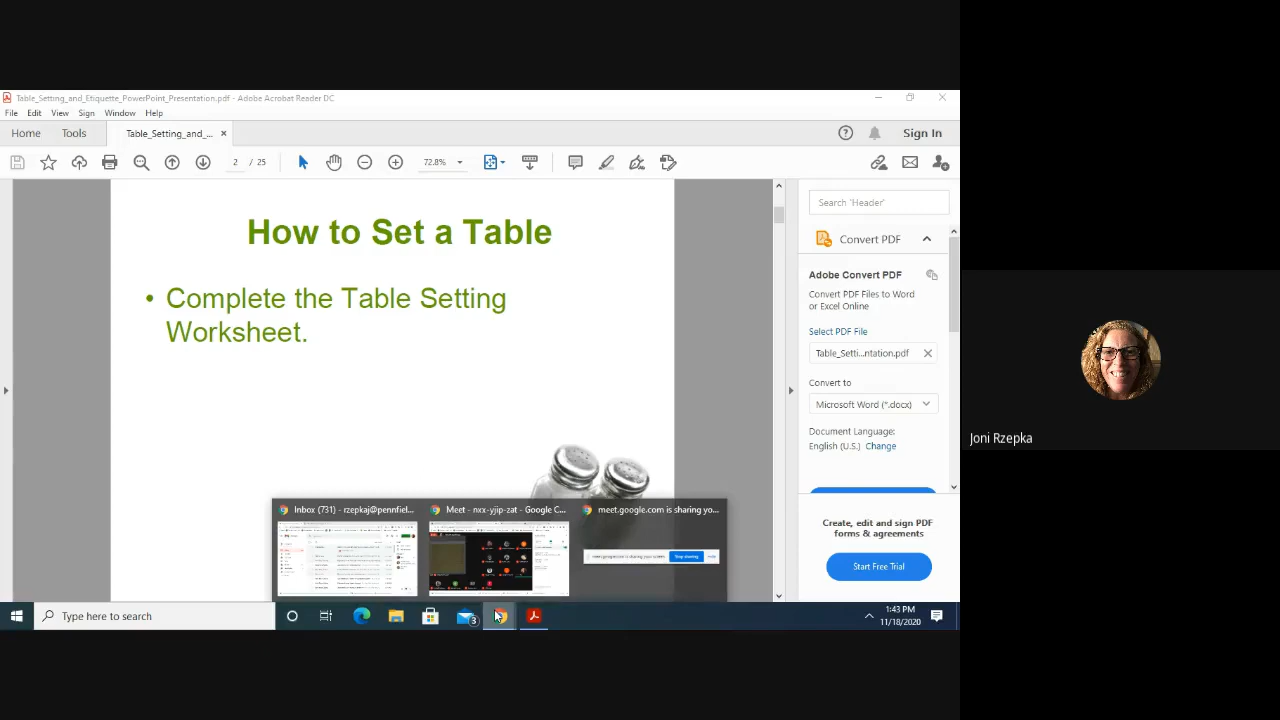 Table_Setting_and_Etiquette_PowerPoint_Presentation.pdf - Adobe Acrobat Reader DC
File Edit View Sign Window Help
Home Tools Table_Setting_and_... × Sign In
2 / 25 72.8%
How to Set a Table
• Complete the Table Setting
Worksheet.
Search 'Header'
Convert PDF
Adobe Convert PDF
Convert PDF Files to Word
or Excel Online
Select PDF File
Table_Setti...ntation.pdf
Convert to
Microsoft Word (*.docx)
Document Language:
English (U.S.) Change
Create, edit and sign PDF
forms & agreements
Start Free Trial
Inbox (731) - rzepkaj@pennfiel... Meet - nxx-yjip-zat - Google C... meet.google.com is sharing yo...
Stop sharing
Type here to search
3
1:43 PM
11/18/2020
Joni Rzepka